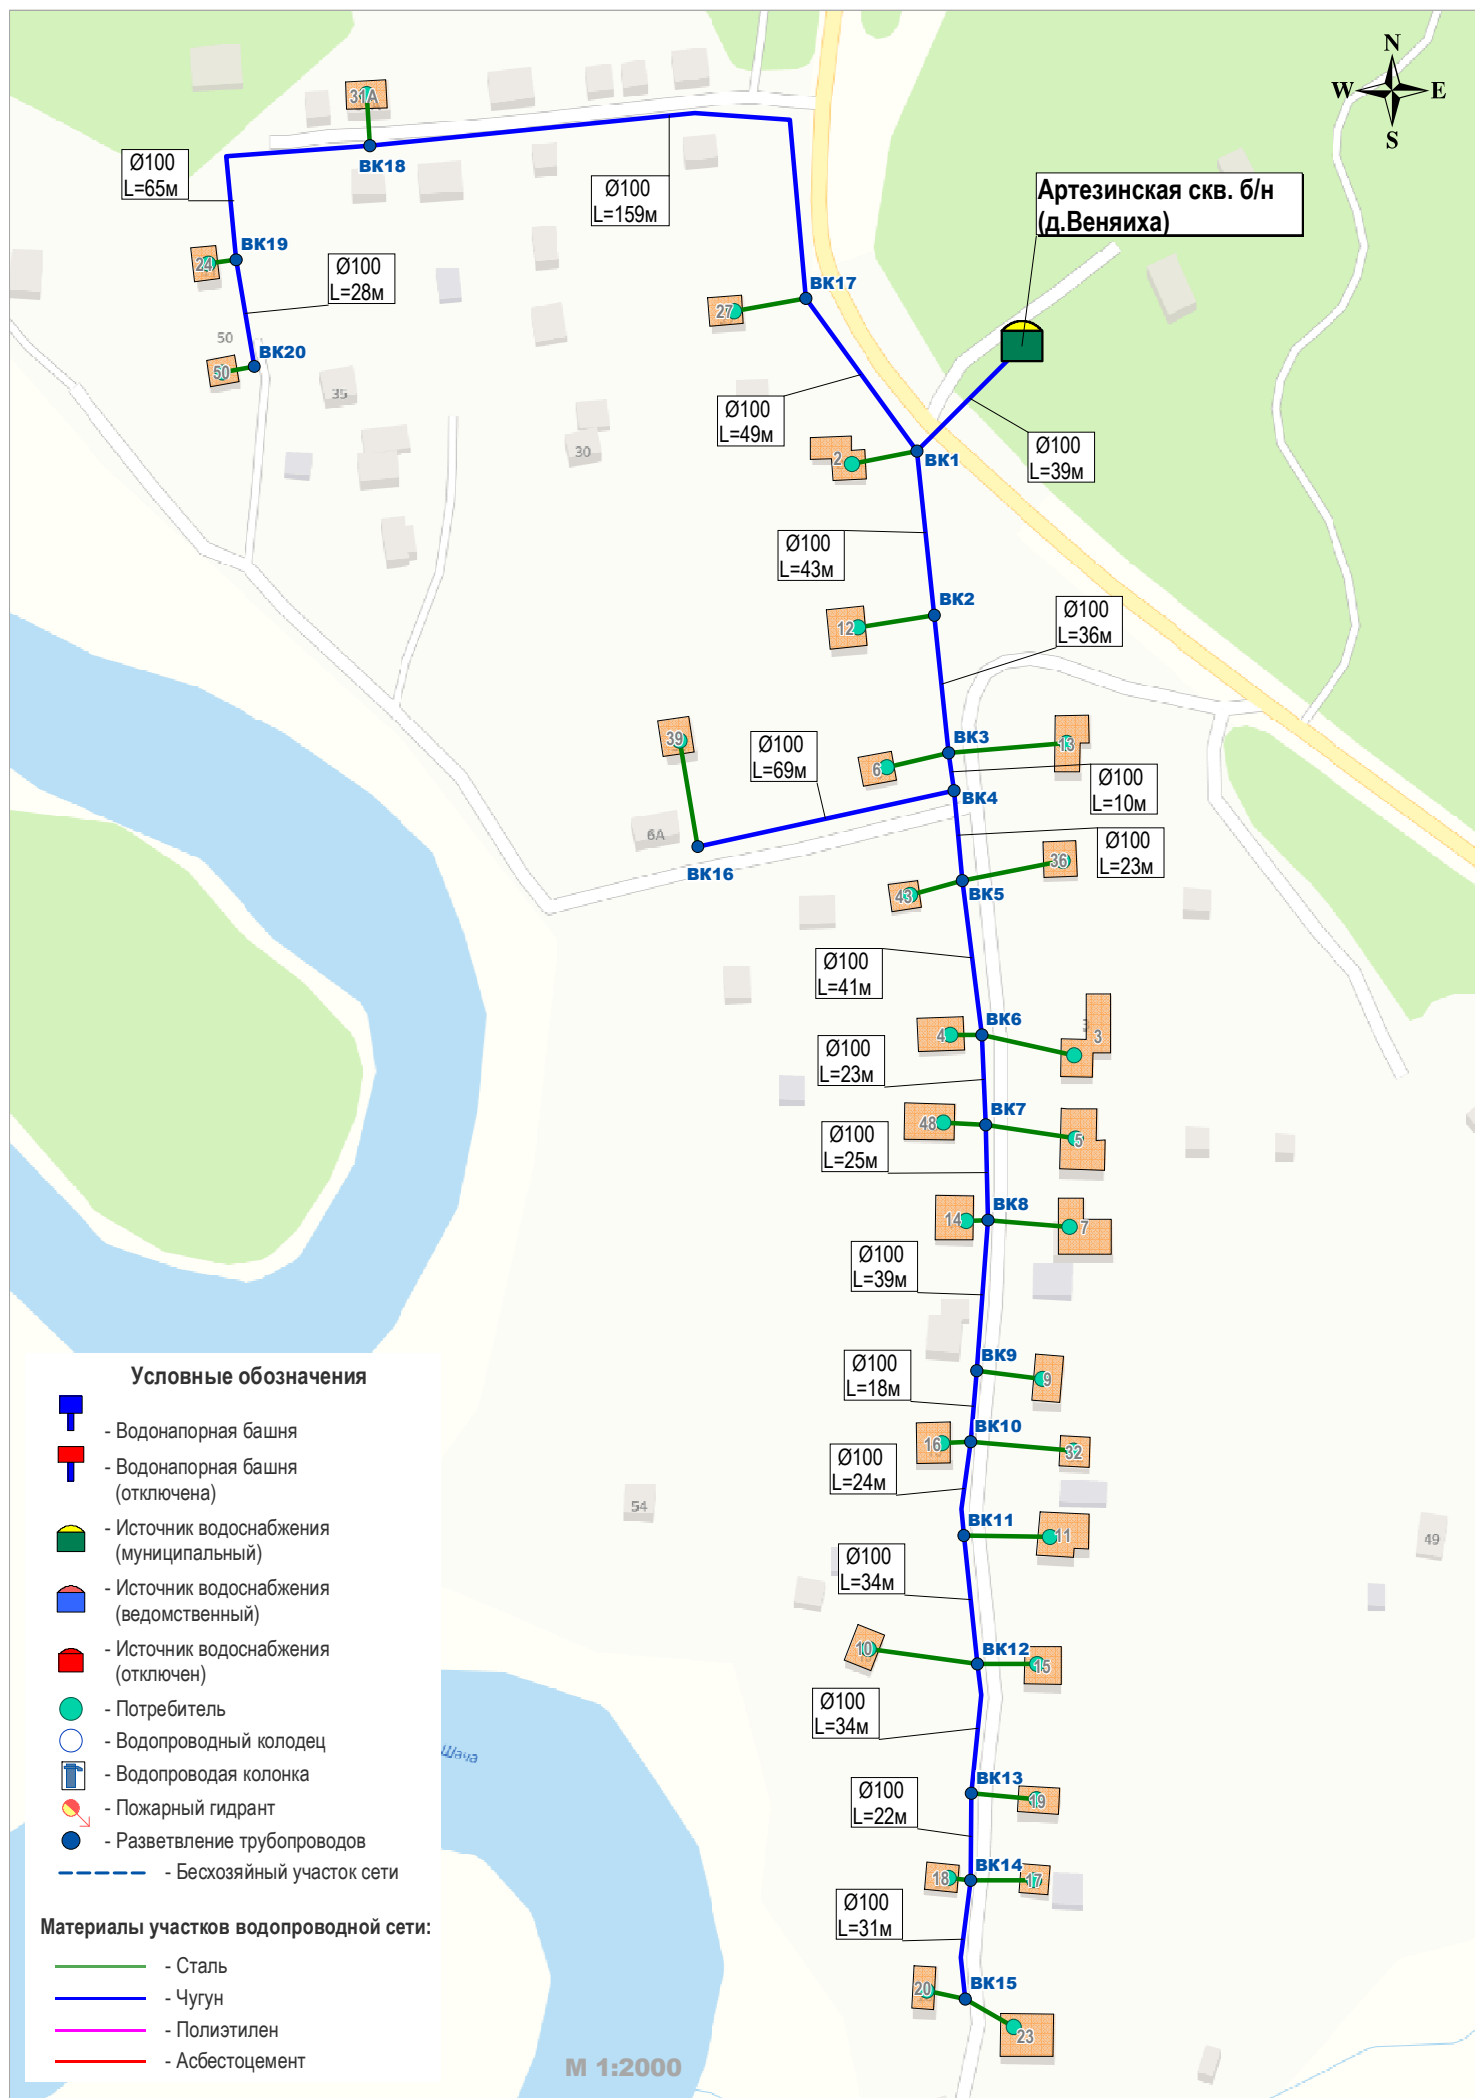 N
W
E
S
31А
ВК18
Ø100
L=65м
Ø100
L=159м
Артезинская скв. б/н
(д.Веняиха)
ВК19
24
Ø100
L=28м
ВК17
27
50
ВК20
50
35
Ø100
L=49м
30
2
ВК1
Ø100
L=39м
Ø100
L=43м
ВК2
12
Ø100
L=36м
39
Ø100
L=69м
ВК3
6
13
ВК4
Ø100
L=10м
6А
ВК16
Ø100
L=23м
36
43
ВК5
Ø100
L=41м
ВК6
4
3
3
Ø100
L=23м
ВК7
48
5
Ø100
L=25м
ВК8
14
7
Ø100
L=39м
ВК9
9
Ø100
L=18м
ВК10
16
32
Ø100
L=24м
54
ВК11
11
49
Ø100
L=34м
10
ВК12
15
Ø100
L=34м
Шача
ВК13
19
Ø100
L=22м
ВК14
18
17
Ø100
L=31м
20
ВК15
23
Условные обозначения
- Водонапорная башня
- Водонапорная башня
(отключена)
- Источник водоснабжения
(муниципальный)
- Источник водоснабжения
(ведомственный)
- Источник водоснабжения
(отключен)
- Потребитель
- Водопроводный колодец
- Водопроводая колонка
- Пожарный гидрант
- Разветвление трубопроводов
- Бесхозяйный участок сети
Материалы участков водопроводной сети:
- Сталь
- Чугун
- Полиэтилен
- Асбестоцемент
М 1:2000